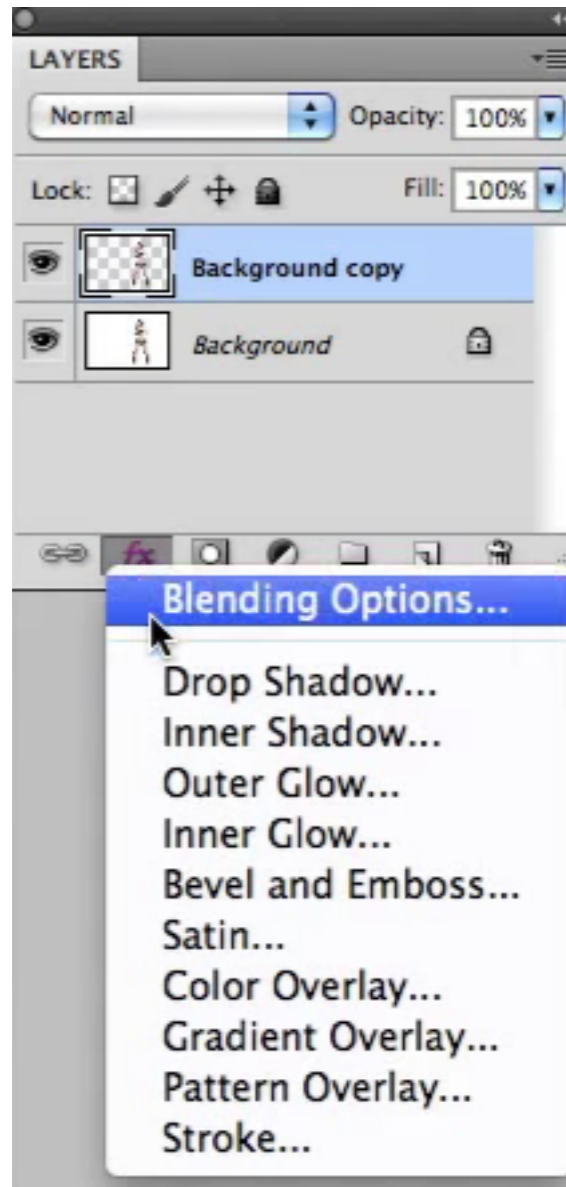 LAYERS
Normal Opacity: 100%
Lock: Fill: 100%
Background copy
Background
fx
Blending Options...
Drop Shadow...
Inner Shadow...
Outer Glow...
Inner Glow...
Bevel and Emboss...
Satin...
Color Overlay...
Gradient Overlay...
Pattern Overlay...
Stroke...